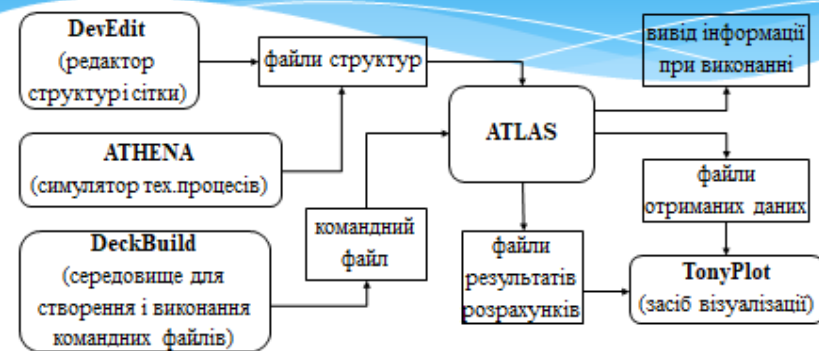 DevEdit
(редактор
структур і сітки)
файли структур
вивід інформації
при виконанні
ATHENA
(симулятор тех.процесів)
ATLAS
файли
отриманих даних
DeckBuild
(середовище для
створення і виконання
командних файлів)
командний
файл
файли
результатів
розрахунків
TonyPlot
(засіб візуалізації)